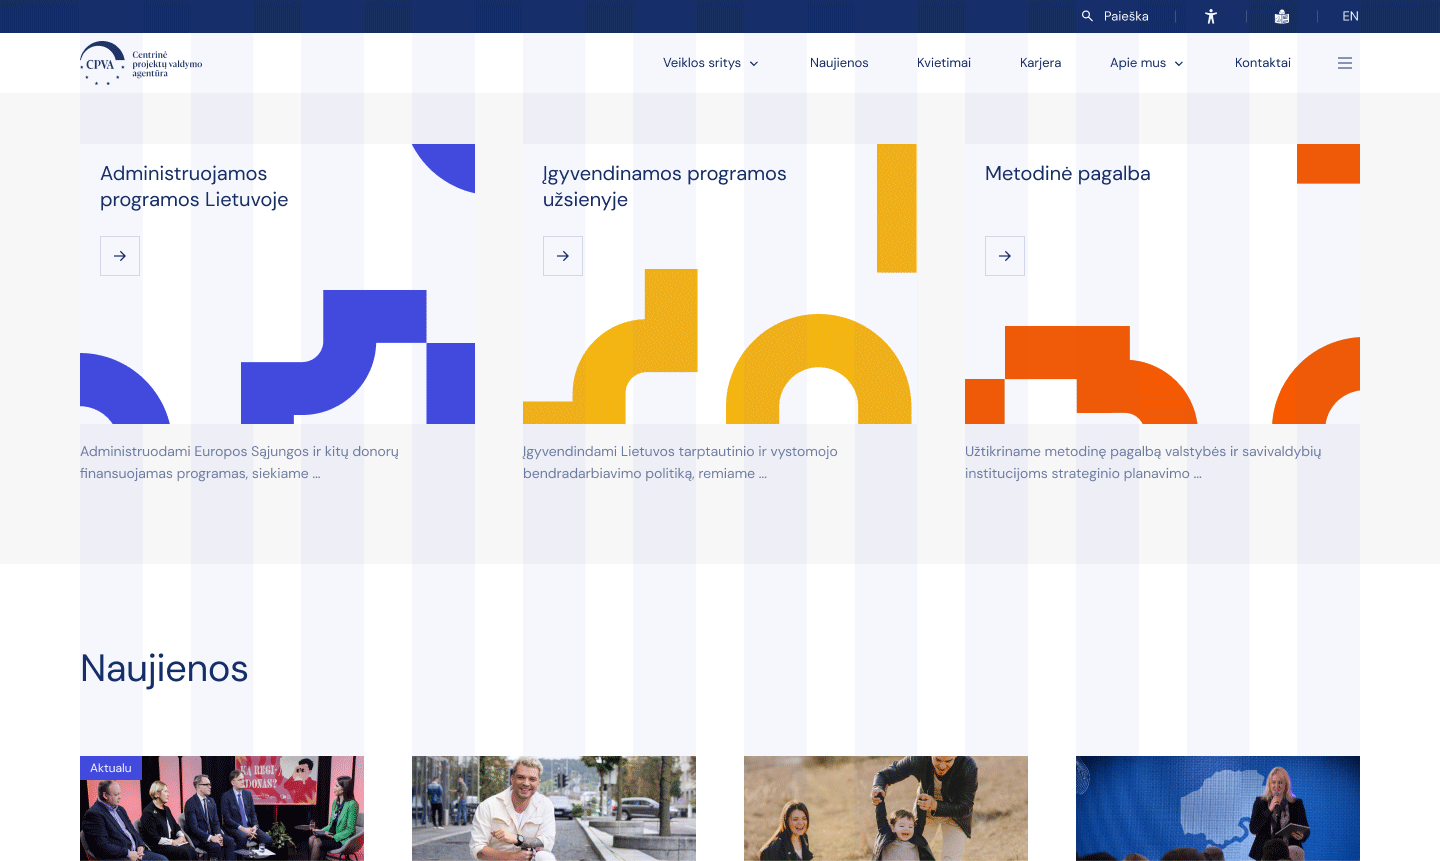 Paieška
EN
CPVA
Centrinė
projektų valdymo
agentūra
Veiklos sritys
Naujienos
Kvietimai
Karjera
Apie mus
Kontaktai
Administruojamos
programos Lietuvoje
Įgyvendinamos programos
užsienyje
Metodinė pagalba
Administruodami Europos Sąjungos ir kitų donorų
finansuojamas programas, siekiame ...
Įgyvendindami Lietuvos tarptautinio ir vystomojo
bendradarbiavimo politiką, remiame ...
Užtikriname metodinę pagalbą valstybės ir savivaldybių
institucijoms strateginio planavimo ...
Naujienos
Aktualu
KĄ REGI-